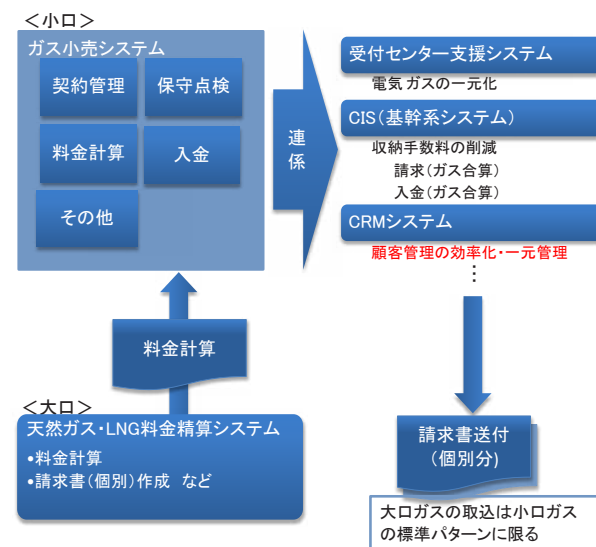 ＜小口＞
ガス小売システム
契約管理
保守点検
料金計算
入金
その他
連係
受付センター支援システム
電気 ガスの一元化
CIS（基幹系システム）
収納手数料の削減
請求（ガス合算）
入金（ガス合算）
CRMシステム
顧客管理の効率化・一元管理
⋮
料金計算
＜大口＞
天然ガス・LNG料金精算システム
•料金計算
•請求書（個別）作成 など
請求書送付
（個別分）
大口ガスの取込は小口ガス
の標準パターンに限る